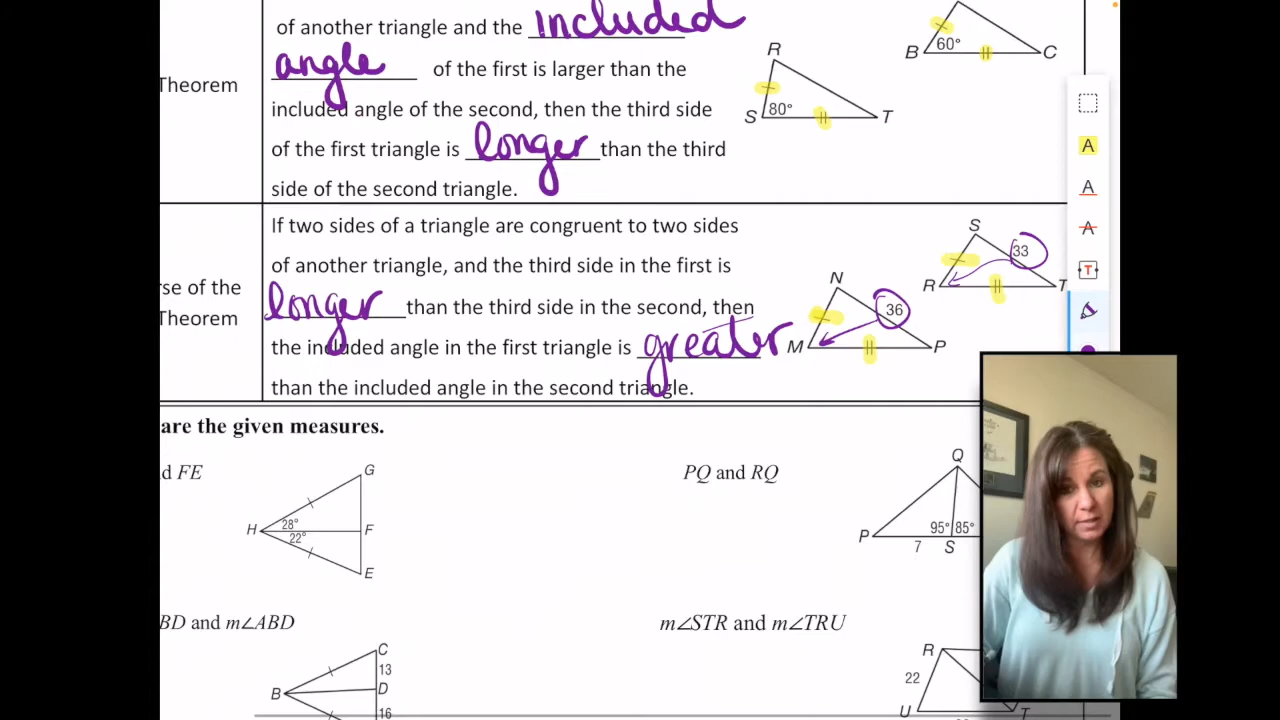 of another triangle and the included
angle of the first is larger than the
Theorem
included angle of the second, then the third side
of the first triangle is longer than the third
side of the second triangle.
B 60° C
R
S 80° T
If two sides of a triangle are congruent to two sides
of another triangle, and the third side in the first is
rse of the
Theorem
longer than the third side in the second, then
the included angle in the first triangle is greater
than the included angle in the second triangle.
S
33
R T
N
36
M P
A
A
A
T
are the given measures.
d FE
G
H 28° F
22°
E
PQ and RQ
Q
P 95° 85°
7 S
BD and m∠ABD
C
13
B D
16
m∠STR and m∠TRU
R
22
U T